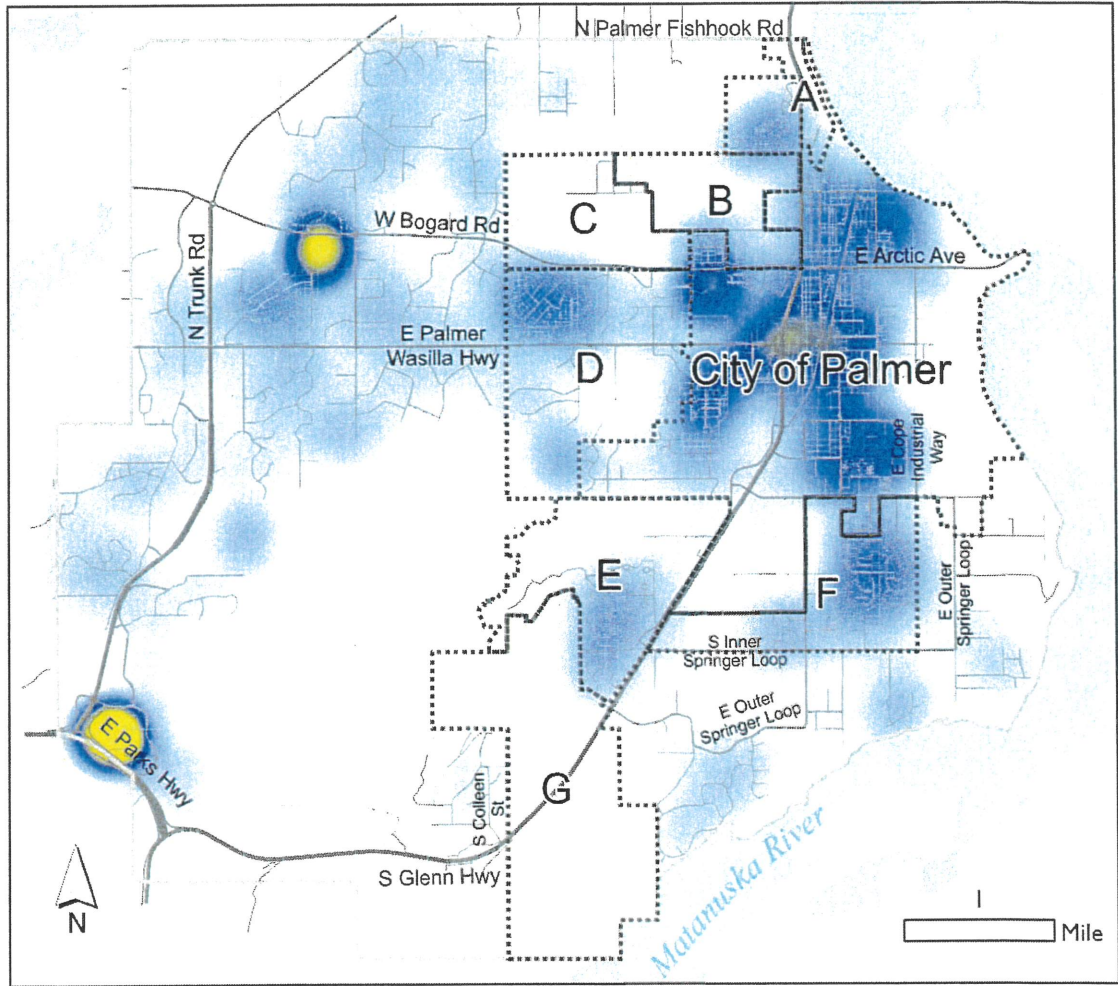 N Palmer Fishhook Rd
A
B
C
W Bogard Rd
E Arctic Ave
N Trunk Rd
E Palmer
Wasilla Hwy
D
City of Palmer
E Cope
Industrial
Way
E
F
E Outer
Springer Loop
S Inner
Springer Loop
E Outer
Springer Loop
E Parks Hwy
G
S Colleen
St
S Glenn Hwy
Matanuska River
N
1
Mile